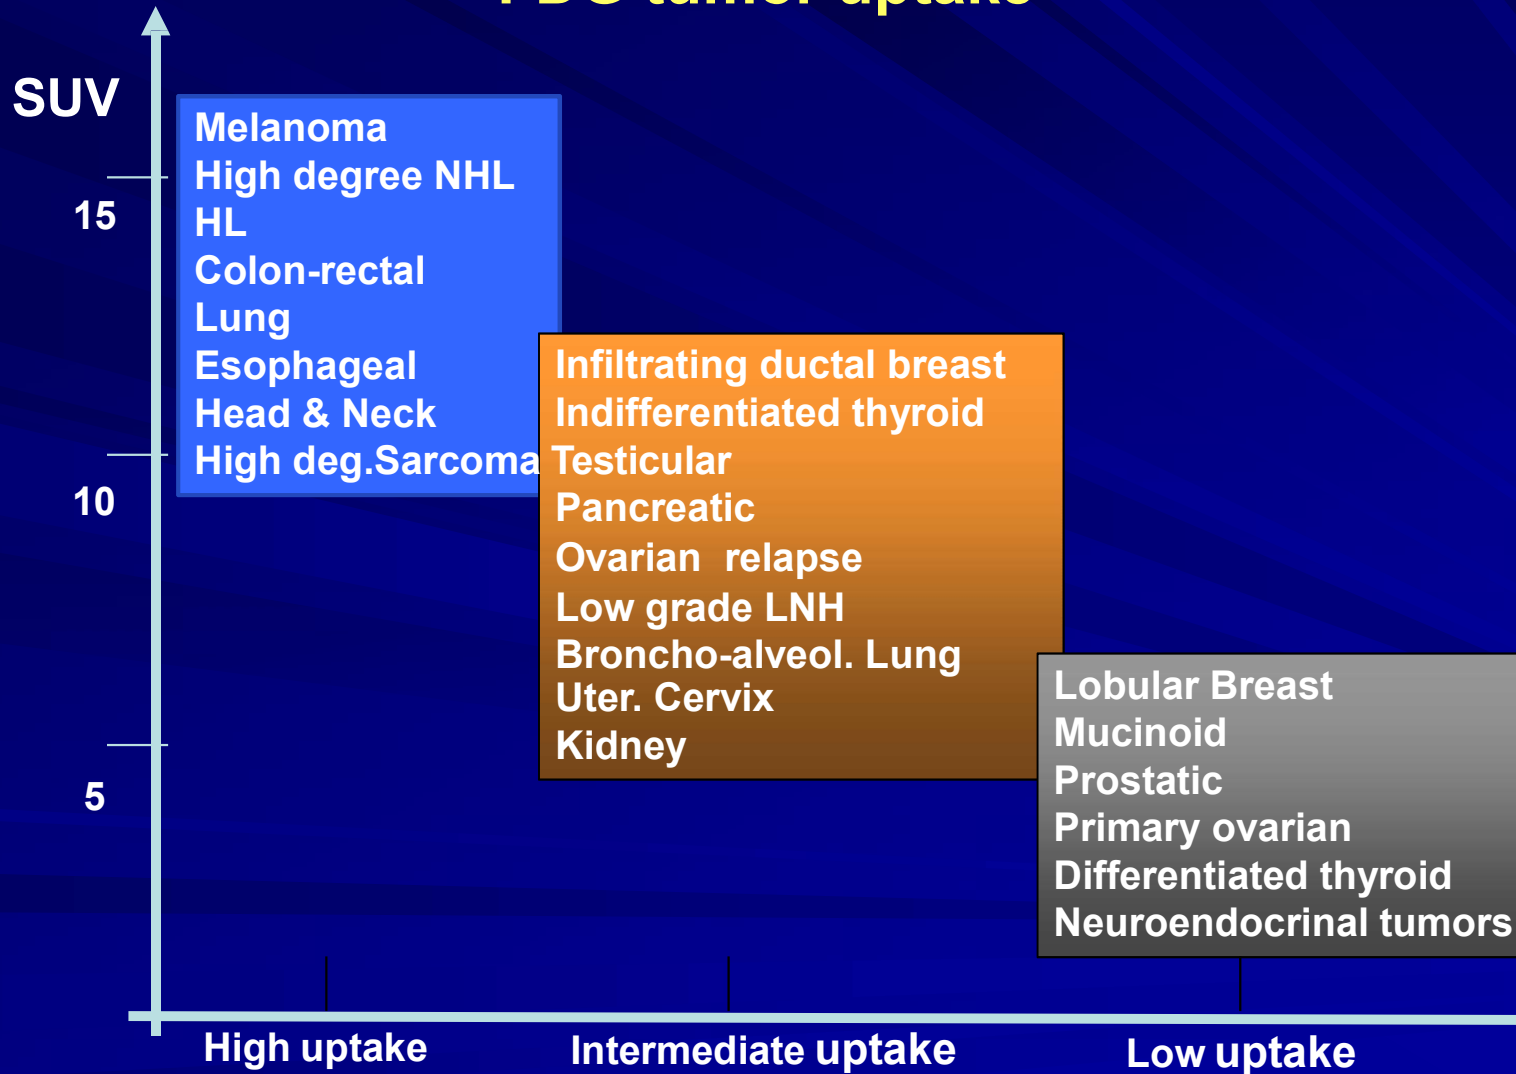 tumor uptake
SUV
15
10
5
Melanoma
High degree NHL
HL
Colon-rectal
Lung
Esophageal
Head & Neck
High deg.Sarcoma
Infiltrating ductal breast
Indifferentiated thyroid
Testicular
Pancreatic
Ovarian relapse
Low grade LNH
Broncho-alveol. Lung
Uter. Cervix
Kidney
Lobular Breast
Mucinoid
Prostatic
Primary ovarian
Differentiated thyroid
Neuroendocrinal tumors
High uptake
Intermediate uptake
Low uptake